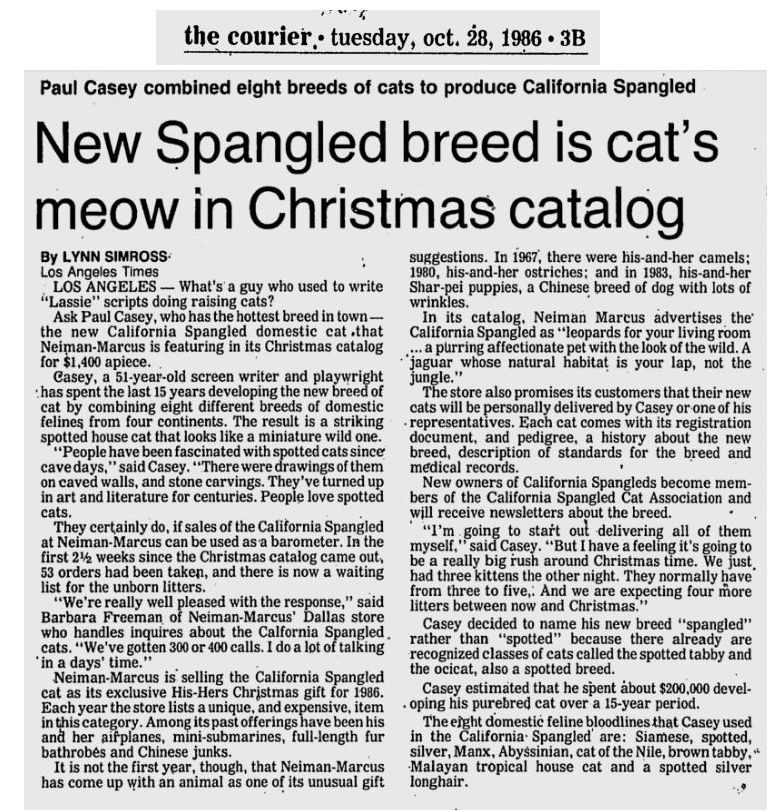 the courier • tuesday, oct. 28, 1986 • 3B
Paul Casey combined eight breeds of cats to produce California Spangled
New Spangled breed is cat's
meow in Christmas catalog
By LYNN SIMROSS
Los Angeles Times
LOS ANGELES — What's a guy who used to write
"Lassie" scripts doing raising cats?
Ask Paul Casey, who has the hottest breed in town —
the new California Spangled domestic cat that
Neiman-Marcus is featuring in its Christmas catalog
for $1,400 apiece.
Casey, a 51-year-old screen writer and playwright
has spent the last 15 years developing the new breed of
cat by combining eight different breeds of domestic
felines from four continents. The result is a striking
spotted house cat that looks like a miniature wild one.
"People have been fascinated with spotted cats since
cave days," said Casey. "There were drawings of them
on caved walls, and stone carvings. They've turned up
in art and literature for centuries. People love spotted
cats.
They certainly do, if sales of the California Spangled
at Neiman-Marcus can be used as a barometer. In the
first 2½ weeks since the Christmas catalog came out,
53 orders had been taken, and there is now a waiting
list for the unborn litters.
"We're really well pleased with the response," said
Barbara Freeman of Neiman-Marcus' Dallas store
who handles inquires about the Calfornia Spangled
cats. "We've gotten 300 or 400 calls. I do a lot of talking
in a days' time."
Neiman-Marcus is selling the California Spangled
cat as its exclusive His-Hers Christmas gift for 1986.
Each year the store lists a unique, and expensive, item
in this category. Among its past offerings have been his
and her airplanes, mini-submarines, full-length fur
bathrobes and Chinese junks.
It is not the first year, though, that Neiman-Marcus
has come up with an animal as one of its unusual gift
suggestions. In 1967, there were his-and-her camels;
1980, his-and-her ostriches; and in 1983, his-and-her
Shar-pei puppies, a Chinese breed of dog with lots of
wrinkles.
In its catalog, Neiman Marcus advertises the
California Spangled as "leopards for your living room
.... a purring affectionate pet with the look of the wild. A
jaguar whose natural habitat is your lap, not the
jungle."
The store also promises its customers that their new
cats will be personally delivered by Casey or one of his
representatives. Each cat comes with its registration
document, and pedigree, a history about the new
breed, description of standards for the breed and
medical records.
New owners of California Spangleds become mem-
bers of the California Spangled Cat Association and
will receive newsletters about the breed.
"I'm going to start out delivering all of them
myself," said Casey. "But I have a feeling it's going to
be a really big rush around Christmas time. We just
had three kittens the other night. They normally have
from three to five, And we are expecting four more
litters between now and Christmas."
Casey decided to name his new breed "spangled"
rather than "spotted" because there already are
recognized classes of cats called the spotted tabby and
the ocicat, also a spotted breed.
Casey estimated that he spent about $200,000 devel-
oping his purebred cat over a 15-year period.
The eight domestic feline bloodlines that Casey used
in the California Spangled are: Siamese, spotted,
silver, Manx, Abyssinian, cat of the Nile, brown tabby,
Malayan tropical house cat and a spotted silver
longhair.